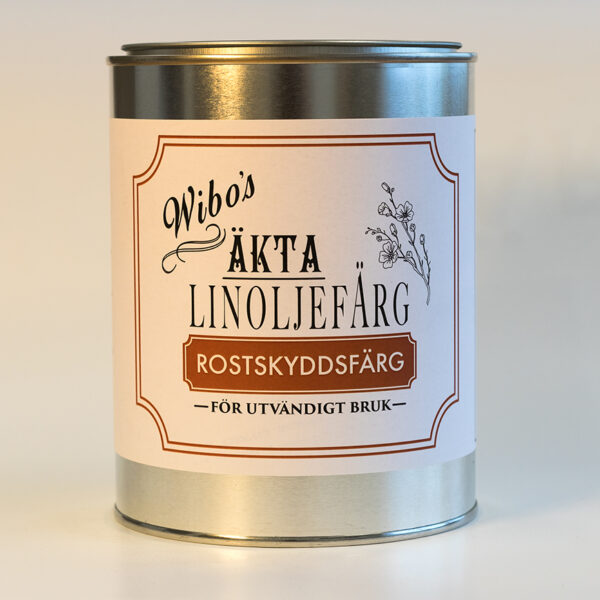 Wibo's
ÄKTA
LINOLJEFÄRG
ROSTSKYDDSFÄRG
—FÖR UTVÄNDIGT BRUK—